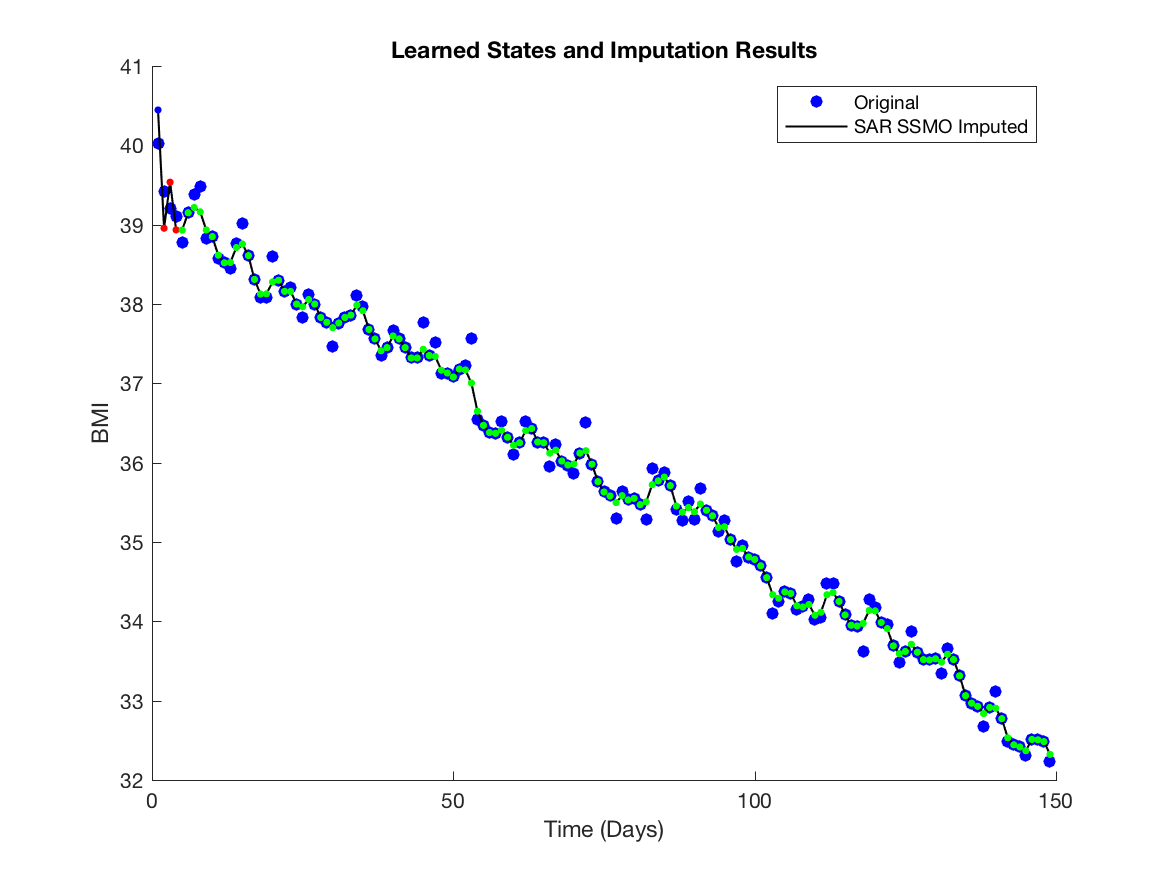 Learned States and Imputation Results
Original
SAR SSMO Imputed
41
40
39
38
37
36
35
34
33
32
BMI
0
50
100
150
Time (Days)